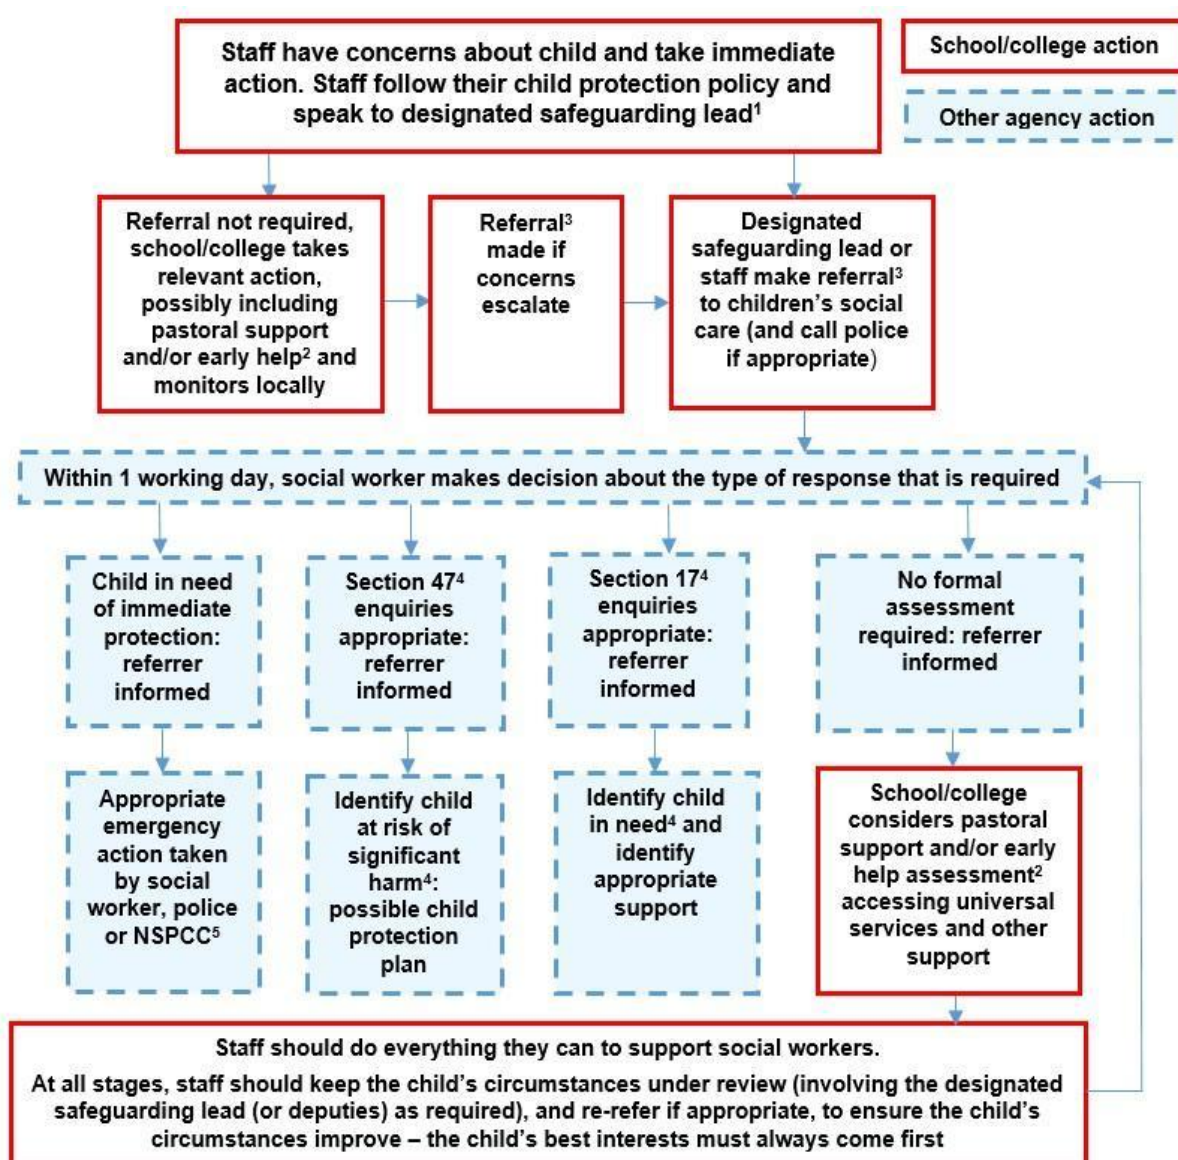 Staff have concerns about child and take immediate
action. Staff follow their child protection policy and
speak to designated safeguarding lead¹
School/college action
Other agency action
Referral not required,
school/college takes
relevant action,
possibly including
pastoral support
and/or early help² and
monitors locally
Referral³
made if
concerns
escalate
Designated
safeguarding lead or
staff make referral³
to children’s social
care (and call police
if appropriate)
Within 1 working day, social worker makes decision about the type of response that is required
Child in need
of immediate
protection:
referrer
informed
Section 47⁴
enquiries
appropriate:
referrer
informed
Section 17⁴
enquiries
appropriate:
referrer
informed
No formal
assessment
required: referrer
informed
Appropriate
emergency
action taken
by social
worker, police
or NSPCC⁵
Identify child
at risk of
significant
harm⁴:
possible child
protection
plan
Identify child
in need⁴ and
identify
appropriate
support
School/college
considers pastoral
support and/or early
help assessment²
accessing universal
services and other
support
Staff should do everything they can to support social workers.
At all stages, staff should keep the child’s circumstances under review (involving the designated
safeguarding lead (or deputies) as required), and re-refer if appropriate, to ensure the child’s
circumstances improve – the child’s best interests must always come first